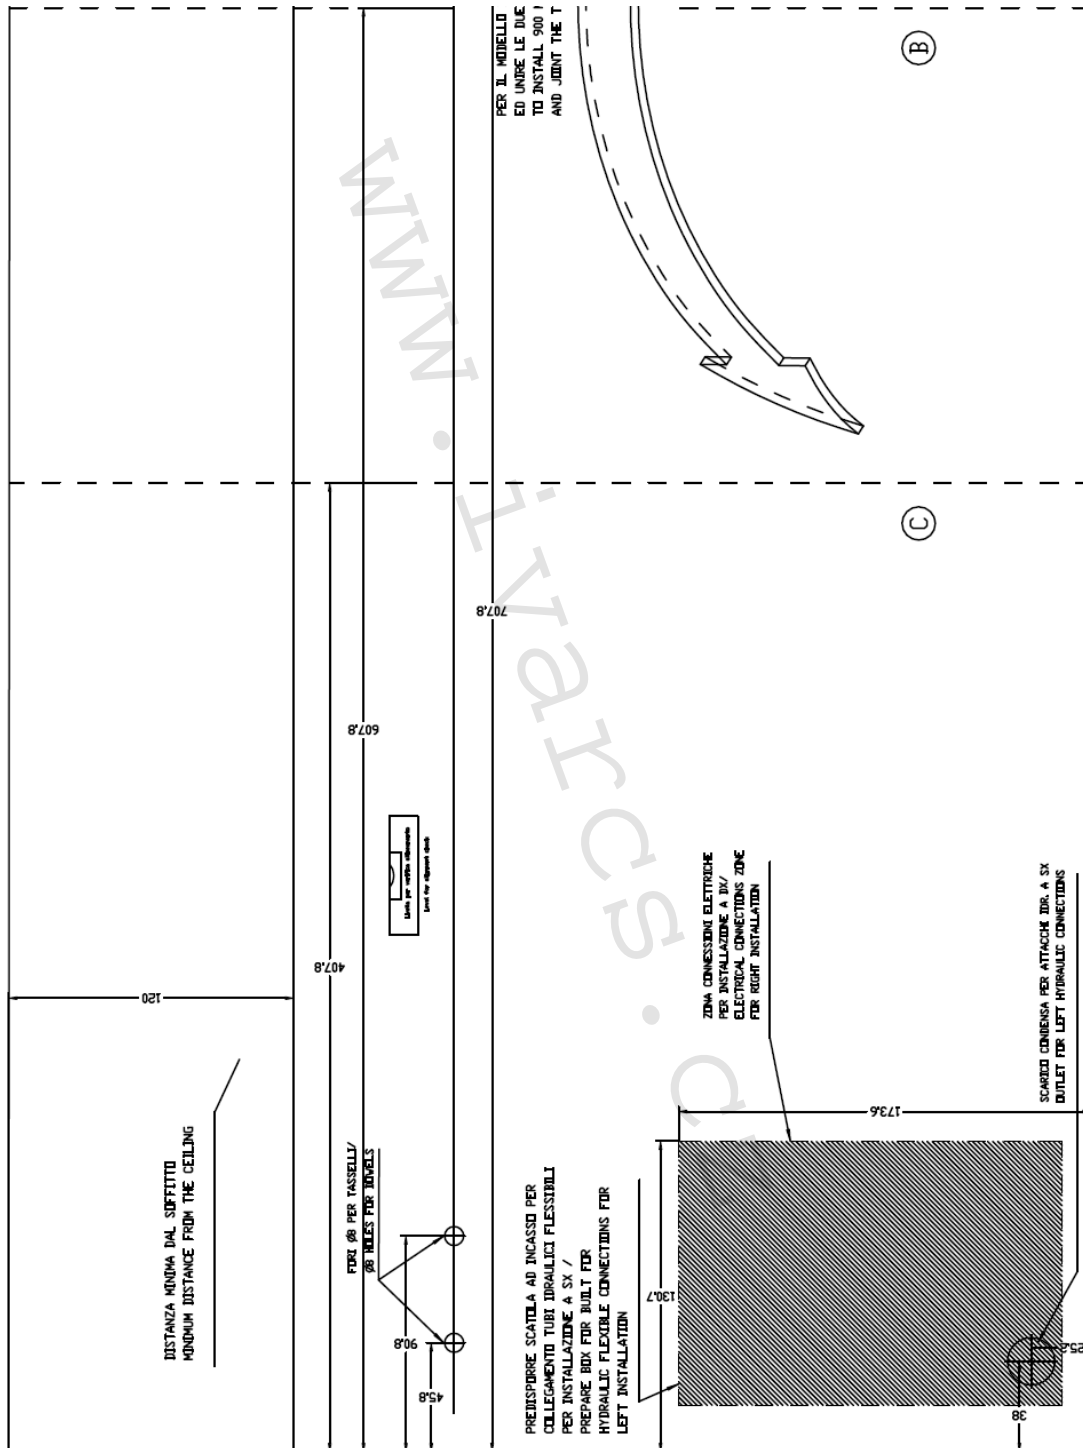 PER IL MODELLO
ED UNIRE LE DUE
TO INSTALL 900
AND JOINT THE T
B
C
www.ivarcs.c
707.8
607.8
407.8
120
Livella per verifica allineamento
Level for alignment check
DISTANZA MINIMA DAL SOFFITTO
MINIMUM DISTANCE FROM THE CEILING
FORI Ø8 PER TASSELLI/
Ø8 HOLES FOR DOWELS
90.8
45.8
PREDISPORRE SCATOLA AD INCASSO PER
COLLEGAMENTO TUBI IDRAULICI FLESSIBILI
PER INSTALLAZIONE A SX /
PREPARE BOX FOR BUILT FOR
HYDRAULIC FLEXIBLE CONNECTIONS FOR
LEFT INSTALLATION
ZONA CONNESSIONI ELETTRICHE
PER INSTALLAZIONE A DX/
ELECTRICAL CONNECTIONS ZONE
FOR RIGHT INSTALLATION
SCARICO CONDENSA PER ATTACCHI IDR. A SX
OUTLET FOR LEFT HYDRAULIC CONNECTIONS
173.6
130.7
25.2
38